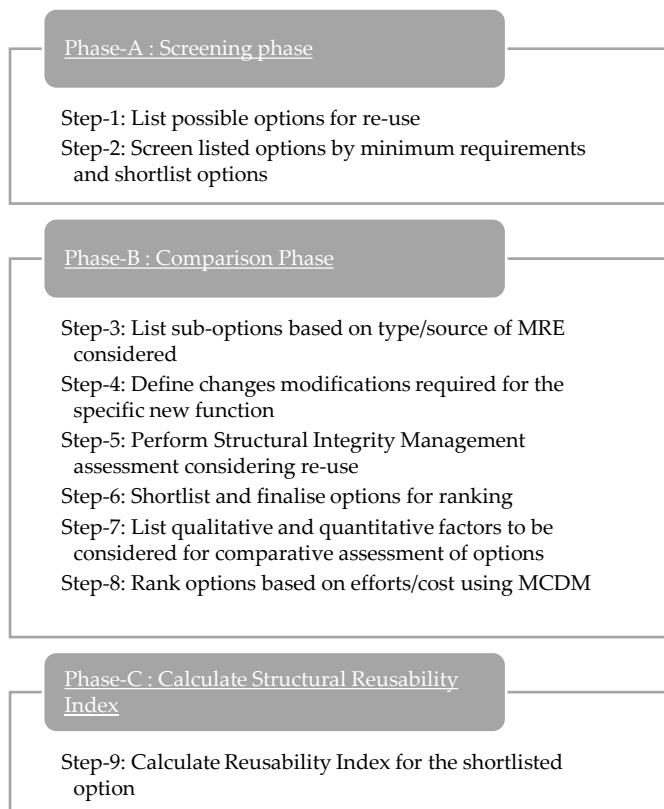 Phase-A : Screening phase
Step-1: List possible options for re-use
Step-2: Screen listed options by minimum requirements
and shortlist options
Phase-B : Comparison Phase
Step-3: List sub-options based on type/source of MRE
considered
Step-4: Define changes modifications required for the
specific new function
Step-5: Perform Structural Integrity Management
assessment considering re-use
Step-6: Shortlist and finalise options for ranking
Step-7: List qualitative and quantitative factors to be
considered for comparative assessment of options
Step-8: Rank options based on efforts/cost using MCDM
Phase-C : Calculate Structural Reusability
Index
Step-9: Calculate Reusability Index for the shortlisted
option